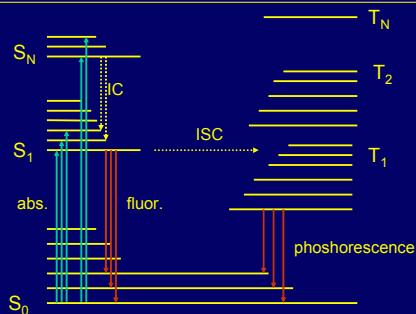 T_N
S_N
T_2
IC
S_1
ISC
T_1
abs.
fluor.
phoshorescence
S_0